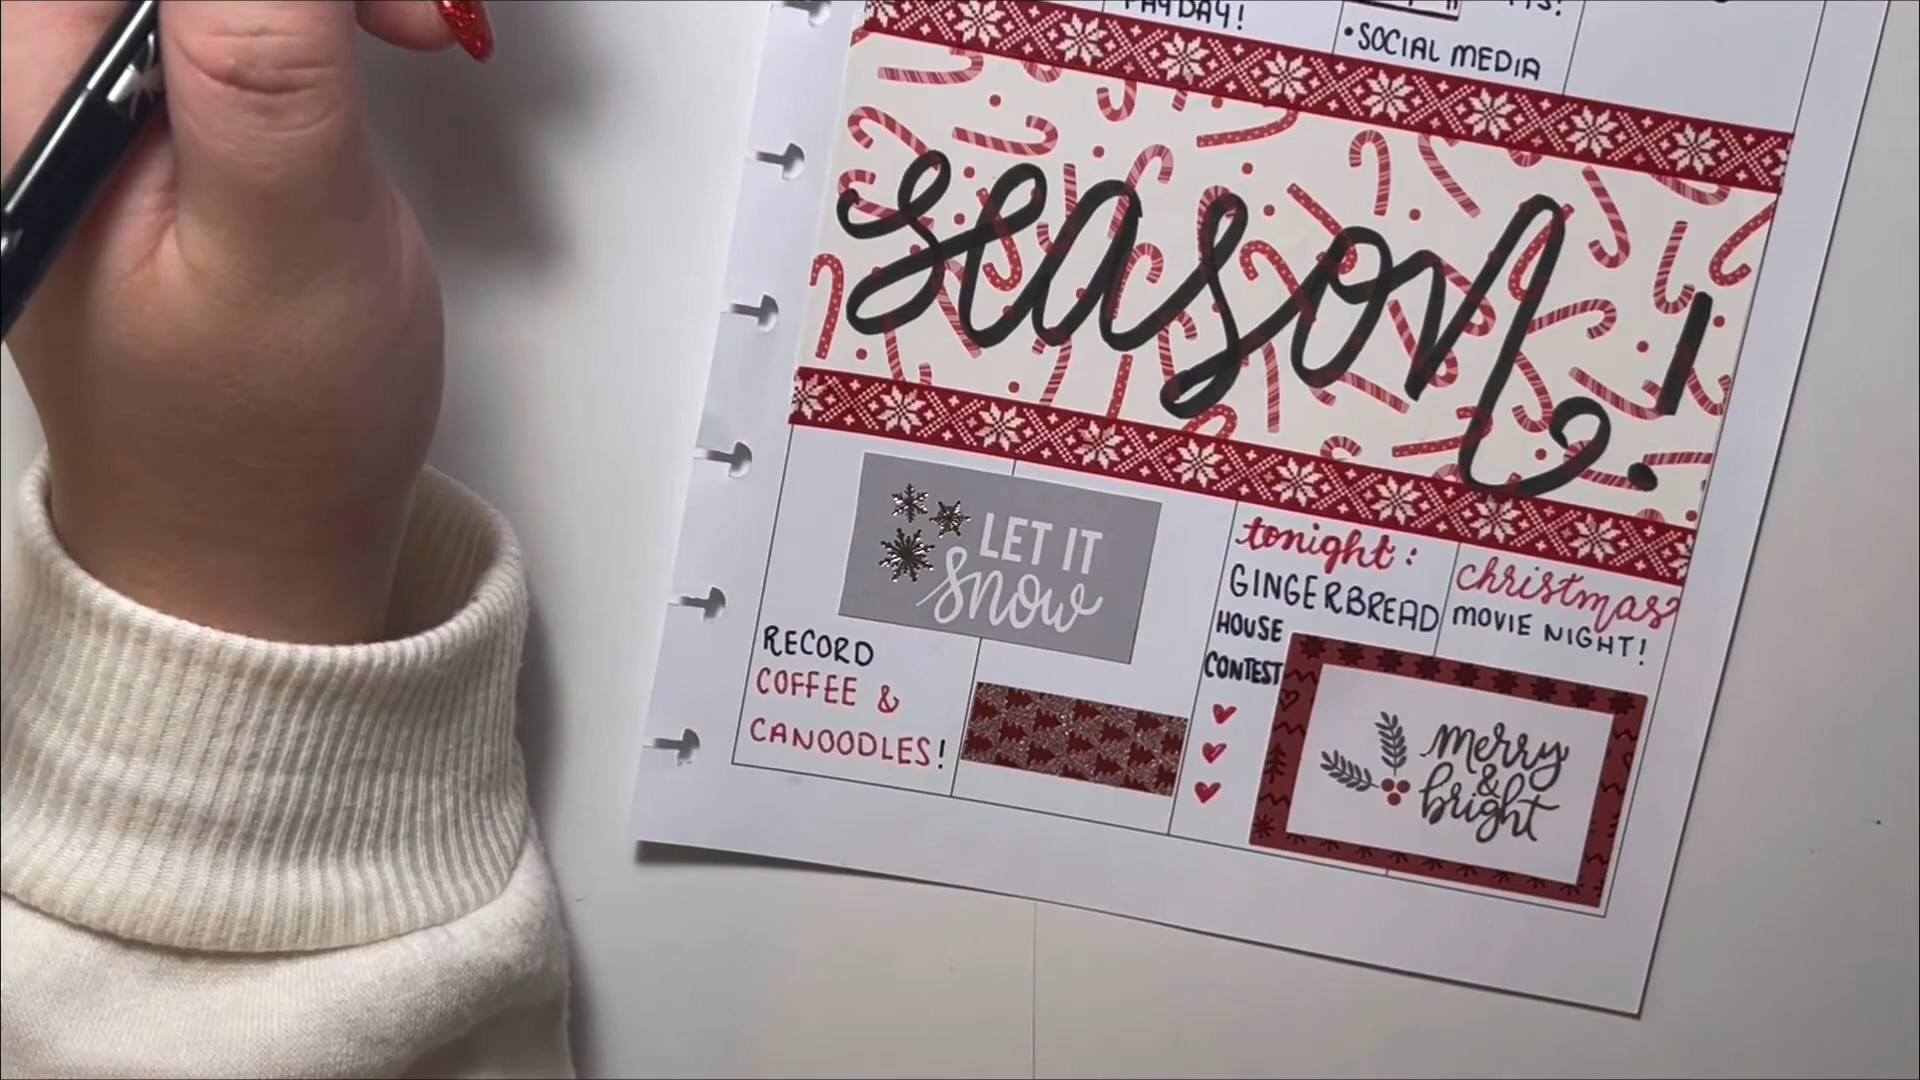 PAYDAY!
• SOCIAL MEDIA
season!
LET IT
snow
RECORD
COFFEE &
CANOODLES!
tonight:
GINGERBREAD
HOUSE
CONTEST
christmas
MOVIE NIGHT!
merry
&
bright